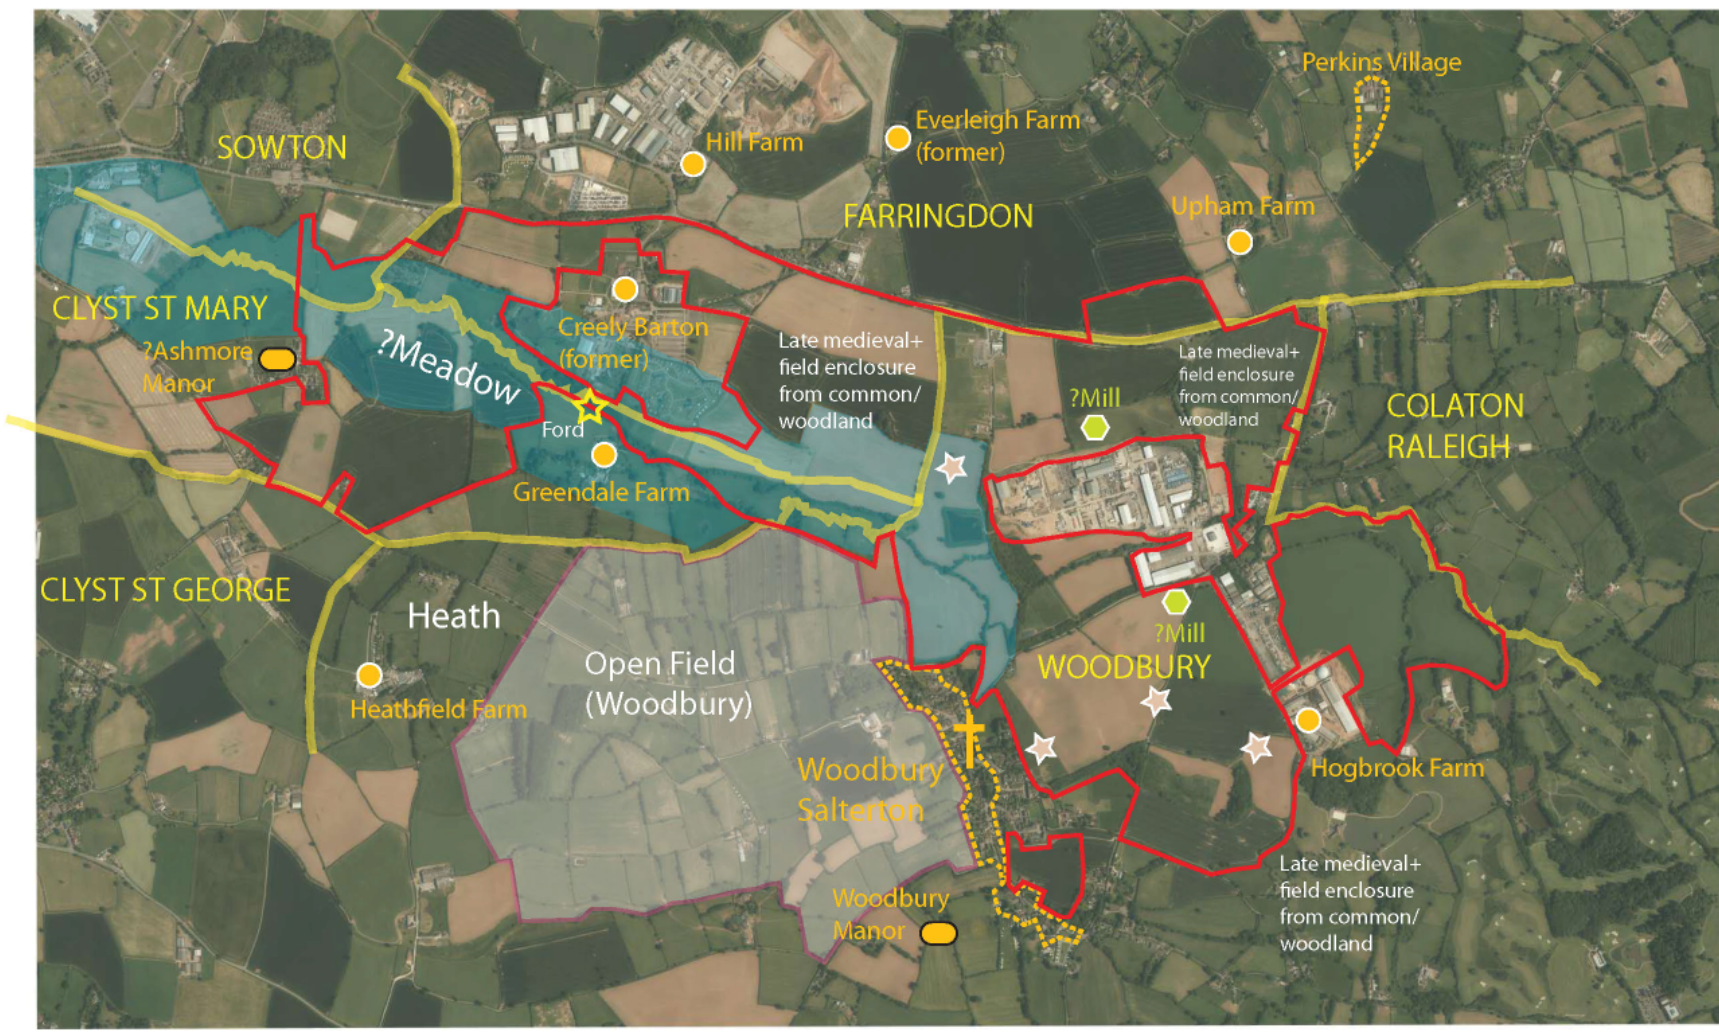 Perkins Village
SOWTON
Hill Farm
Everleigh Farm
(former)
FARRINGDON
Upham Farm
CLYST ST MARY
?Ashmore
Manor
?Meadow
Creely Barton
(former)
Late medieval+
field enclosure
from common/
woodland
Late medieval+
field enclosure
from common/
woodland
?Mill
COLATON
RALEIGH
Ford
Greendale Farm
CLYST ST GEORGE
Heath
Heathfield Farm
Open Field
(Woodbury)
?Mill
WOODBURY
Woodbury
Salterton
Hogbrook Farm
Woodbury
Manor
Late medieval+
field enclosure
from common/
woodland